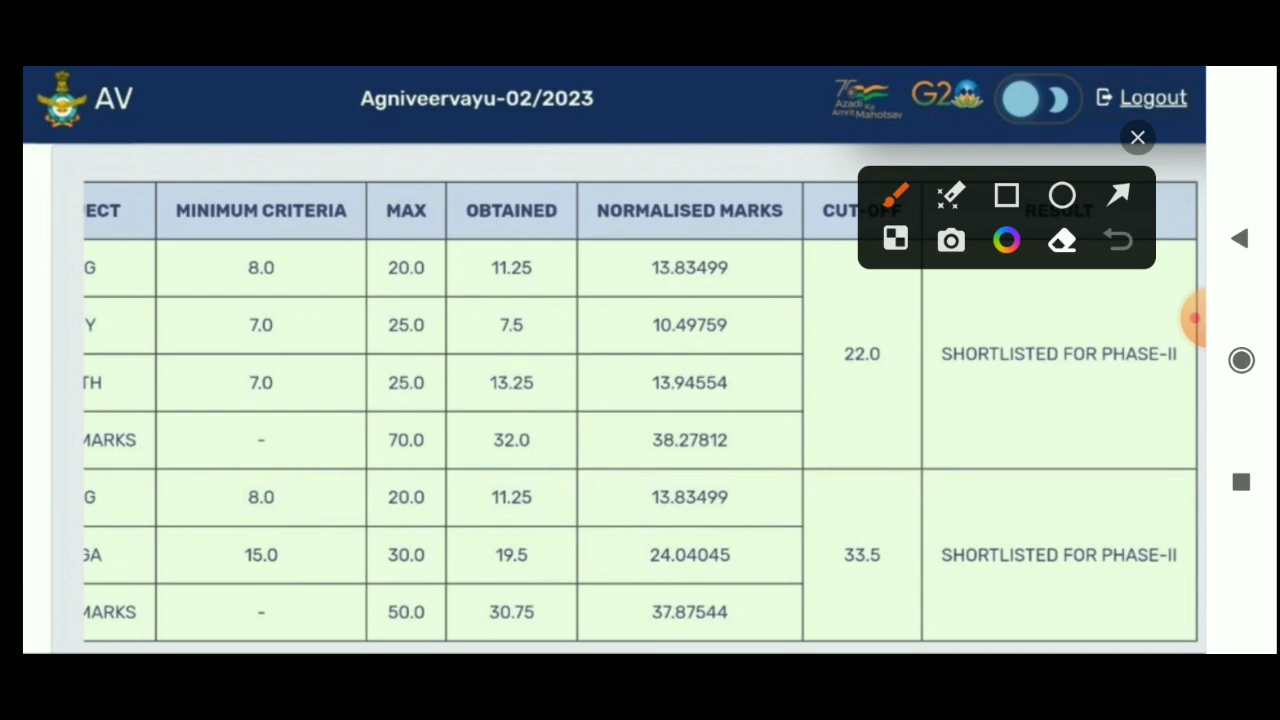 AV Agniveervayu-02/2023 75 Azadi Ka Amrit Mahotsav G20 Logout
ECT MINIMUM CRITERIA MAX OBTAINED NORMALISED MARKS CUT-OFF RESULT
G 8.0 20.0 11.25 13.83499
Y 7.0 25.0 7.5 10.49759
22.0 SHORTLISTED FOR PHASE-II
TH 7.0 25.0 13.25 13.94554
MARKS - 70.0 32.0 38.27812
G 8.0 20.0 11.25 13.83499
GA 15.0 30.0 19.5 24.04045 33.5 SHORTLISTED FOR PHASE-II
MARKS - 50.0 30.75 37.87544